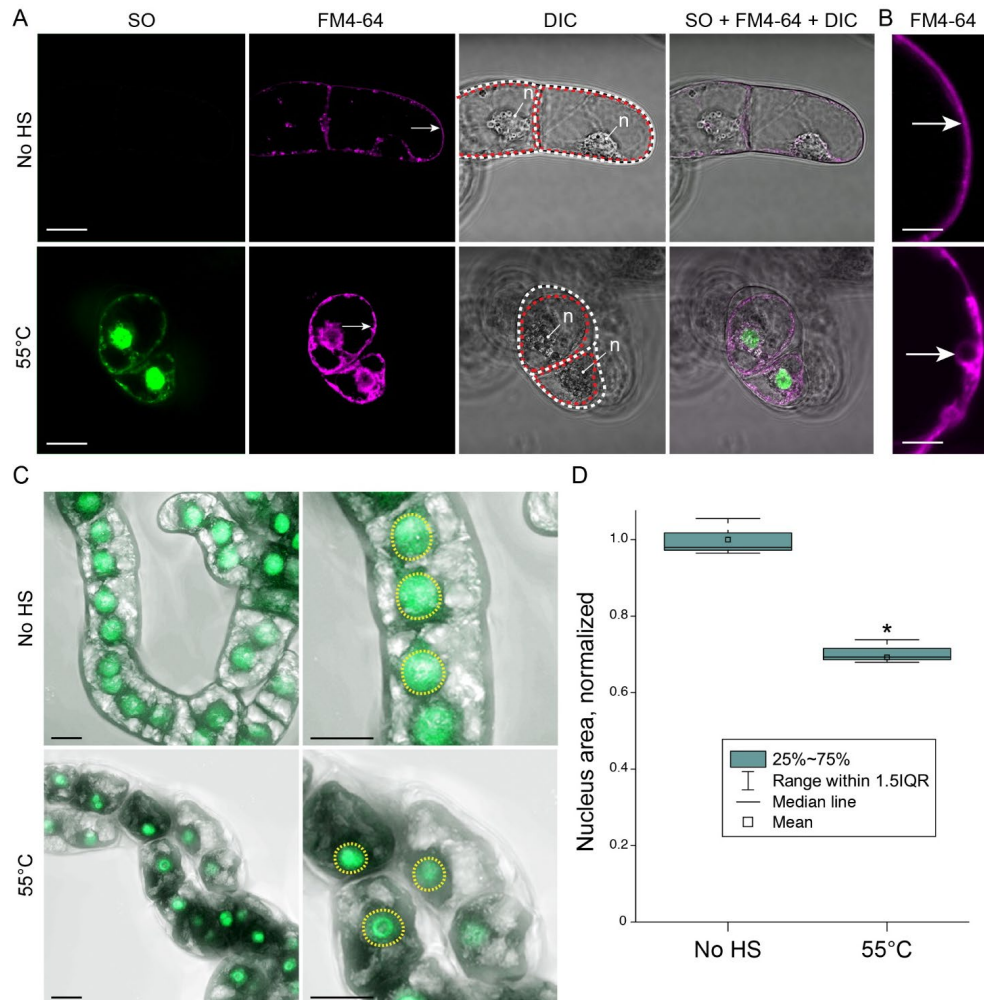 A
SO
FM4-64
DIC
SO + FM4-64 + DIC
B
FM4-64
No HS
n
n
55°C
n
n
C
No HS
55°C
D
Nucleus area, normalized
1.0
0.8
0.6
0.4
0.2
0
*
25%~75%
Range within 1.5IQR
Median line
Mean
No HS
55°C